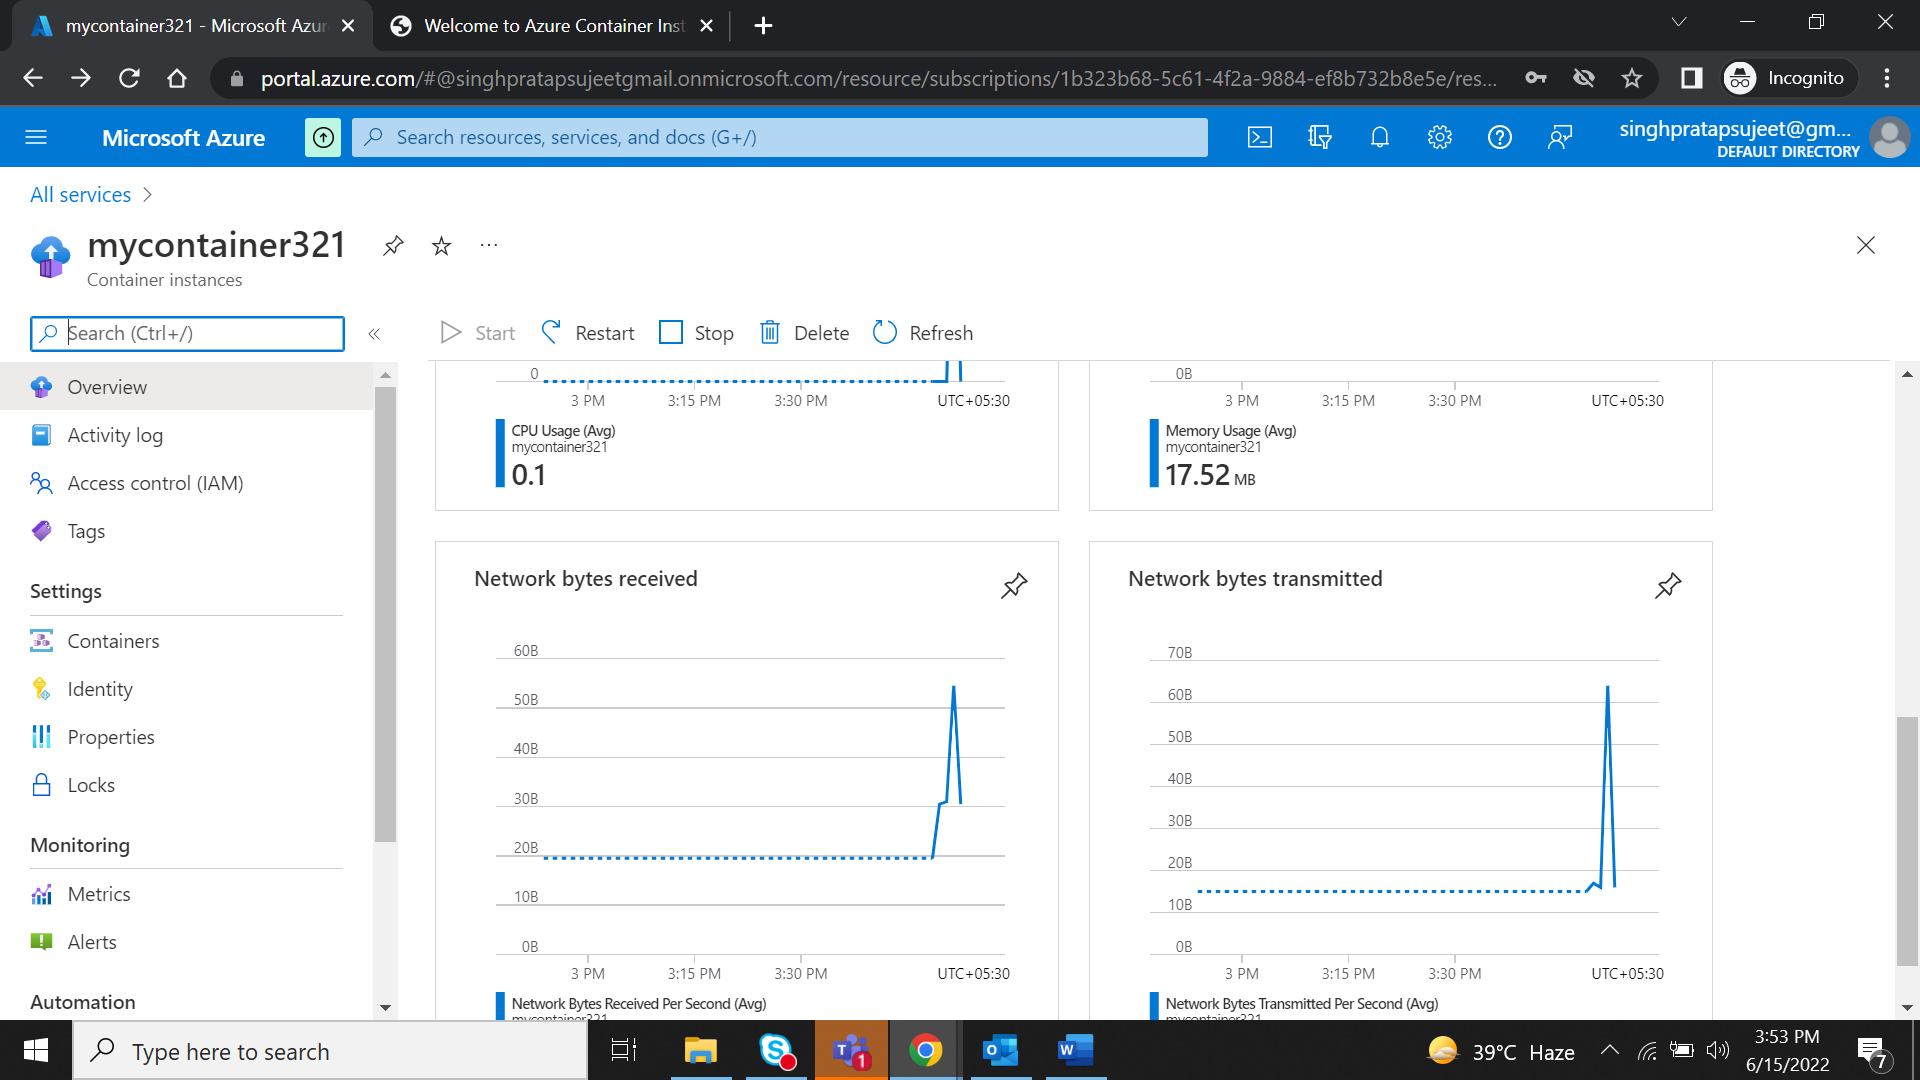 mycontainer321 - Microsoft Azur
Welcome to Azure Container Inst
portal.azure.com/#@singhpratapsujeetgmail.onmicrosoft.com/resource/subscriptions/1b323b68-5c61-4f2a-9884-ef8b732b8e5e/res...
Incognito
Microsoft Azure
Search resources, services, and docs (G+/)
singhpratapsujeet@gm...
DEFAULT DIRECTORY
All services
mycontainer321
Container instances
Search (Ctrl+/)
Start
Restart
Stop
Delete
Refresh
Overview
Activity log
Access control (IAM)
Tags
Settings
Containers
Identity
Properties
Locks
Monitoring
Metrics
Alerts
Automation
0
3 PM 3:15 PM 3:30 PM UTC+05:30
CPU Usage (Avg)
mycontainer321
0.1
0B
3 PM 3:15 PM 3:30 PM UTC+05:30
Memory Usage (Avg)
mycontainer321
17.52 MB
Network bytes received
60B
50B
40B
30B
20B
10B
0B
3 PM 3:15 PM 3:30 PM UTC+05:30
Network Bytes Received Per Second (Avg)
mycontainer321
Network bytes transmitted
70B
60B
50B
40B
30B
20B
10B
0B
3 PM 3:15 PM 3:30 PM UTC+05:30
Network Bytes Transmitted Per Second (Avg)
mycontainer321
Type here to search
1
39°C Haze
3:53 PM
6/15/2022
7